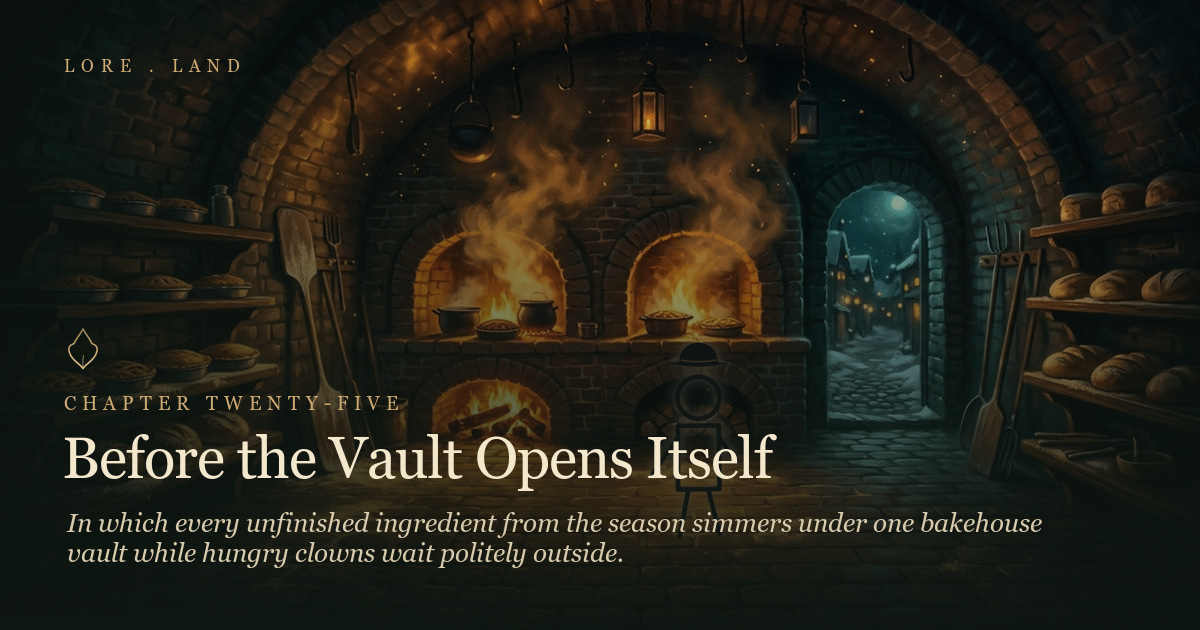 LORE . LAND
CHAPTER TWENTY-FIVE
Before the Vault Opens Itself
In which every unfinished ingredient from the season simmers under one bakehouse
vault while hungry clowns wait politely outside.